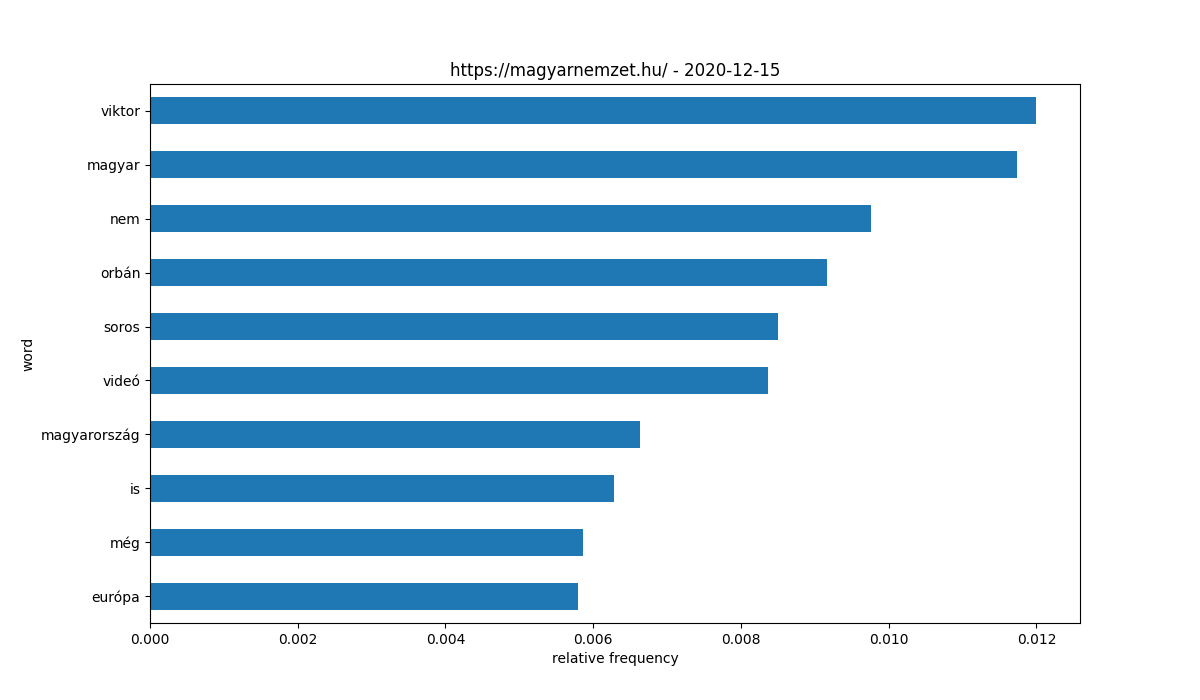 https://magyarnemzet.hu/ - 2020-12-15
viktor
magyar
nem
orbán
soros
videó
magyarország
is
még
európa
word
0.000 0.002 0.004 0.006 0.008 0.010 0.012
relative frequency